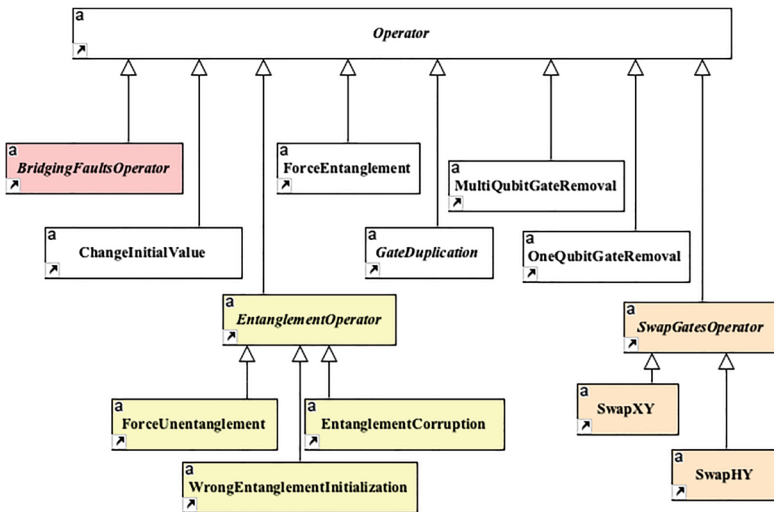 a
Operator
a
BridgingFaultsOperator
a
ForceEntanglement
a
MultiQubitGateRemoval
a
ChangeInitialValue
a
GateDuplication
a
OneQubitGateRemoval
a
EntanglementOperator
a
SwapGatesOperator
a
ForceUnentanglement
a
EntanglementCorruption
a
SwapXY
a
WrongEntanglementInitialization
a
SwapHY